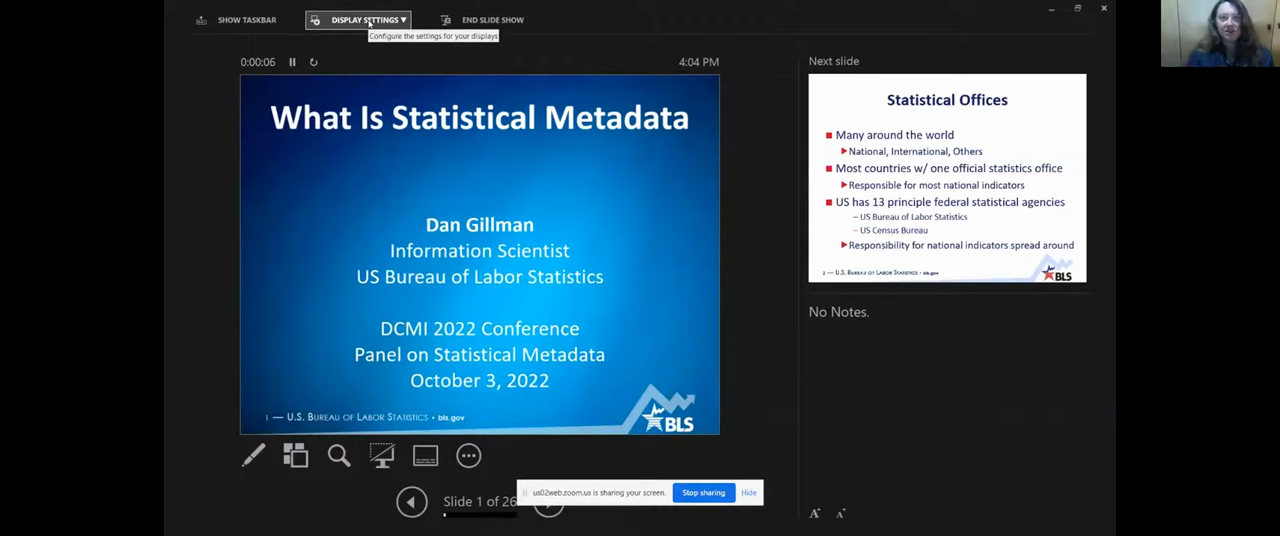 SHOW TASKBAR
DISPLAY SETTINGS ▼
END SLIDE SHOW
Configure the settings for your displays
0:00:06
4:04 PM
What Is Statistical Metadata
Dan Gillman
Information Scientist
US Bureau of Labor Statistics
DCMI 2022 Conference
Panel on Statistical Metadata
October 3, 2022
1 — U.S. BUREAU OF LABOR STATISTICS • bls.gov
BLS
Slide 1 of 26
us02web.zoom.us is sharing your screen.
Stop sharing
Hide
Next slide
Statistical Offices
Many around the world
National, International, Others
Most countries w/ one official statistics office
Responsible for most national indicators
US has 13 principle federal statistical agencies
– US Bureau of Labor Statistics
– US Census Bureau
Responsibility for national indicators spread around
2 — U.S. BUREAU OF LABOR STATISTICS • bls.gov
BLS
No Notes.
A
A